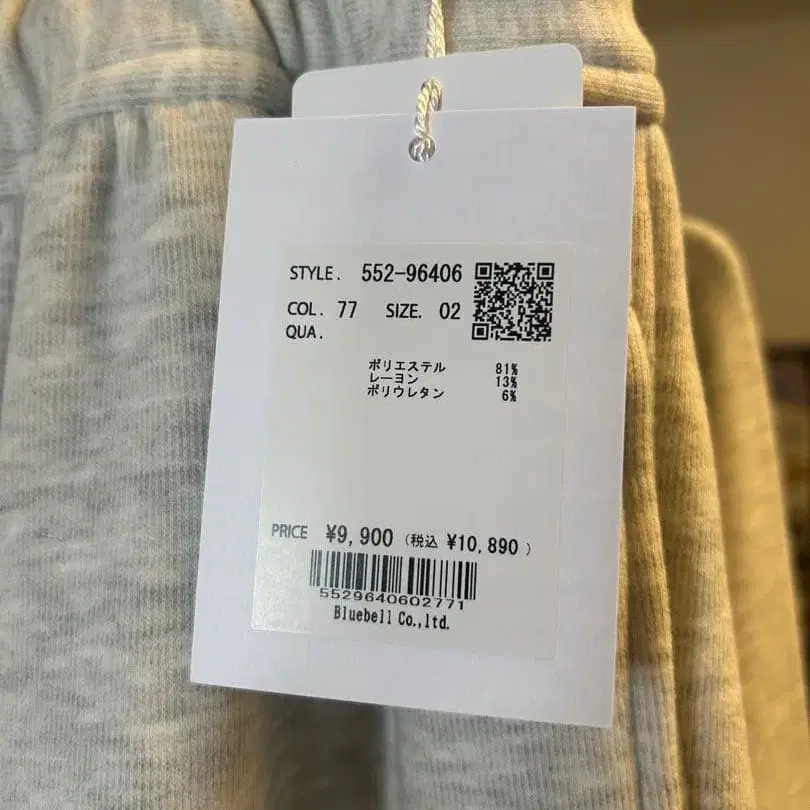 STYLE. 552-96406
COL. 77 SIZE. 02
QUA.
ポリエステル 81%
レーヨン 13%
ポリウレタン 6%
PRICE ¥9,900 (税込 ¥10,890 )
5529640602771
Bluebell Co.,ltd.